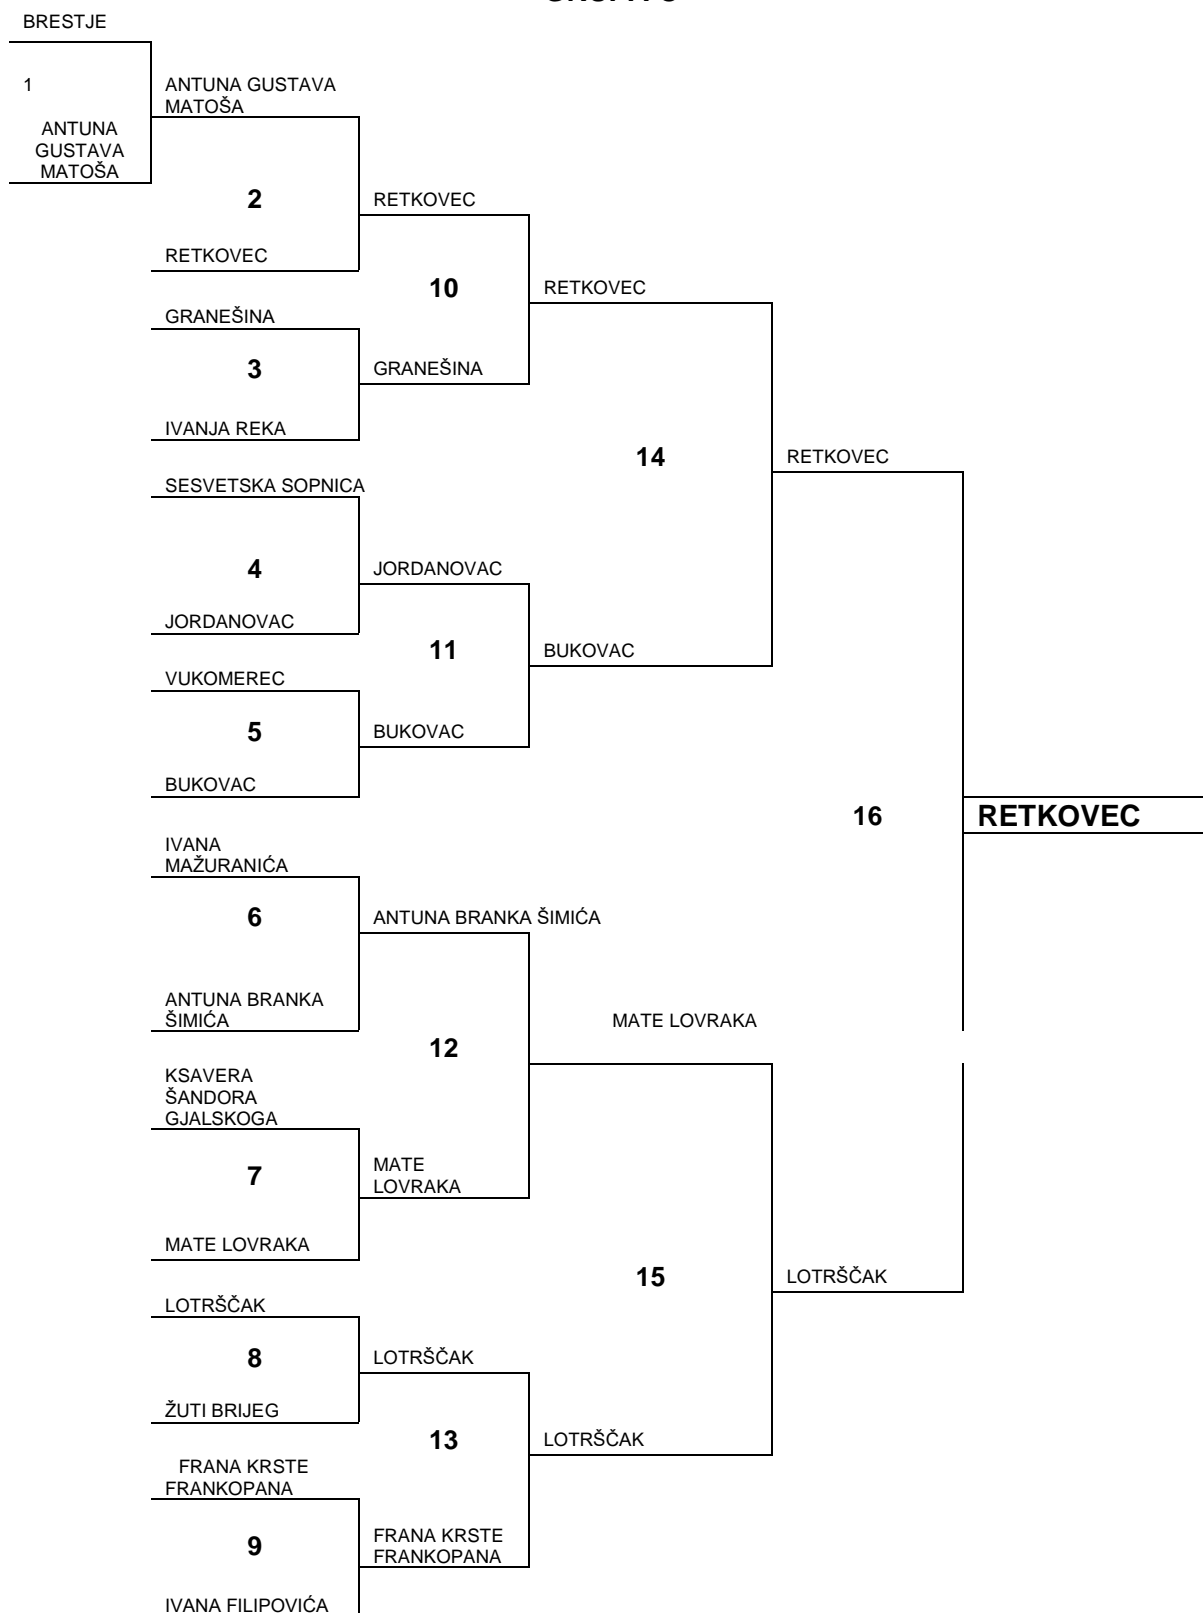 BRESTJE
1
ANTUNA GUSTAVA
MATOŠA
ANTUNA
GUSTAVA
MATOŠA
2
RETKOVEC
RETKOVEC
10
RETKOVEC
GRANEŠINA
3
GRANEŠINA
IVANJA REKA
14
RETKOVEC
SESVETSKA SOPNICA
4
JORDANOVAC
JORDANOVAC
11
BUKOVAC
VUKOMEREC
5
BUKOVAC
BUKOVAC
16
RETKOVEC
IVANA
MAŽURANIĆA
6
ANTUNA BRANKA ŠIMIĆA
ANTUNA BRANKA
ŠIMIĆA
12
MATE LOVRAKA
KSAVERA
ŠANDORA
GJALSKOGA
7
MATE
LOVRAKA
MATE LOVRAKA
15
LOTRŠČAK
LOTRŠČAK
8
LOTRŠČAK
ŽUTI BRIJEG
13
LOTRŠČAK
FRANA KRSTE
FRANKOPANA
9
FRANA KRSTE
FRANKOPANA
IVANA FILIPOVIĆA